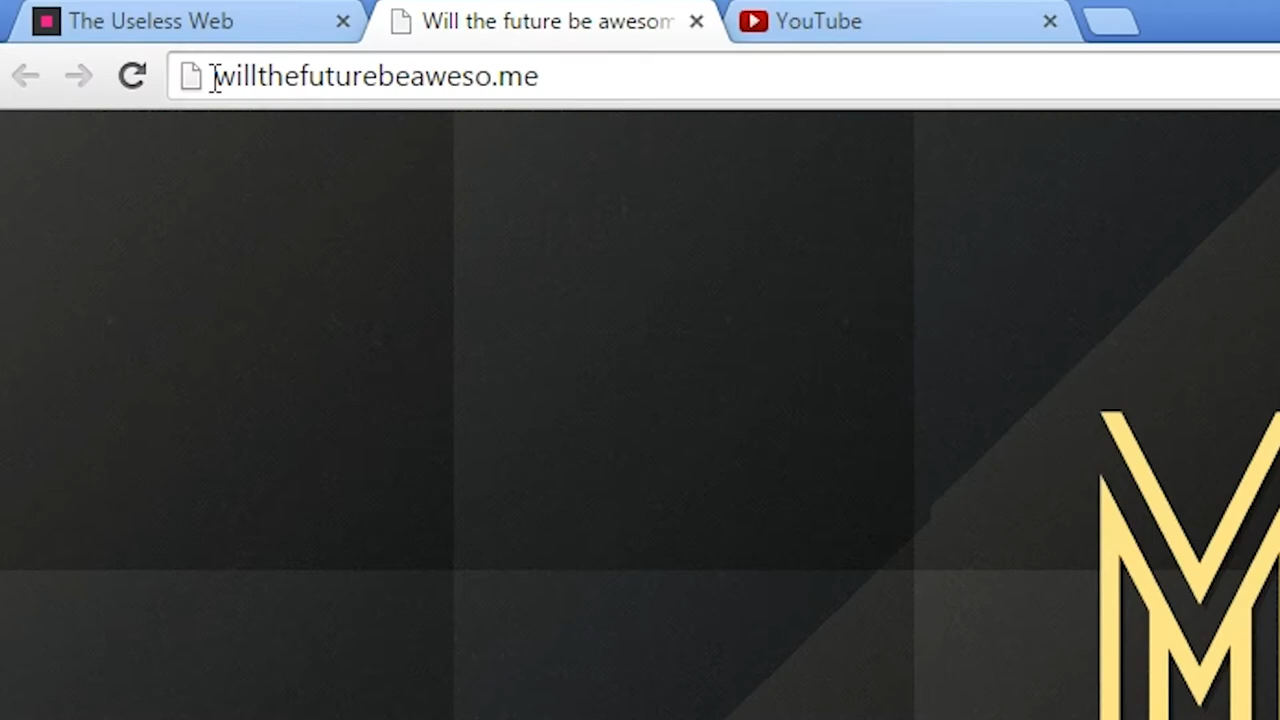 The Useless Web
Will the future be awesom
YouTube
willthefuturebeaweso.me
M